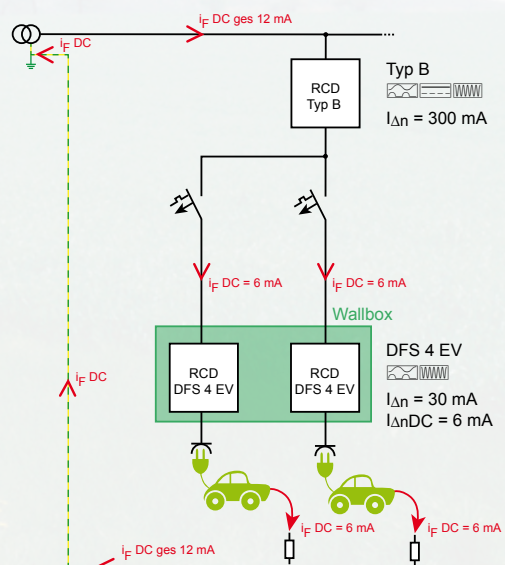 iF DC ges 12 mA
iF DC
RCD
Typ B
Typ B
IΔn = 300 mA
iF DC = 6 mA
iF DC = 6 mA
Wallbox
RCD
DFS 4 EV
RCD
DFS 4 EV
DFS 4 EV
IΔn = 30 mA
IΔnDC = 6 mA
iF DC
iF DC = 6 mA
iF DC = 6 mA
iF DC ges 12 mA